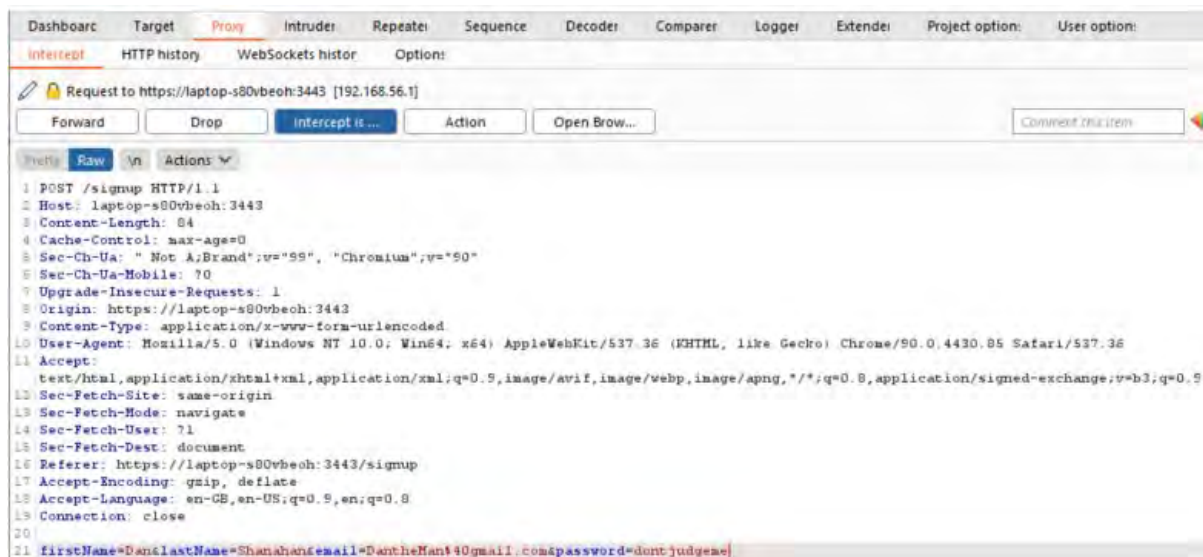 Dashboard Target Proxy Intruder Repeater Sequence Decoder Comparer Logger Extender Project option: User option:
Intercept HTTP history WebSockets histor Option:
Request to https://laptop-s80vbeoh:3443 [192.168.56.1]
Forward Drop Intercept is ... Action Open Brow... Comment this item
Pretty Raw \n Actions
1 POST /signup HTTP/1.1
2 Host: laptop-s80vbeoh:3443
3 Content-Length: 84
4 Cache-Control: max-age=0
5 Sec-Ch-Ua: " Not A;Brand";v="99", "Chromium";v="90"
6 Sec-Ch-Ua-Mobile: ?0
7 Upgrade-Insecure-Requests: 1
8 Origin: https://laptop-s80vbeoh:3443
9 Content-Type: application/x-www-form-urlencoded
10 User-Agent: Mozilla/5.0 (Windows NT 10.0; Win64; x64) AppleWebKit/537.36 (KHTML, like Gecko) Chrome/90.0.4430.85 Safari/537.36
11 Accept:
text/html,application/xhtml+xml,application/xml;q=0.9,image/avif,image/webp,image/apng,*/*;q=0.8,application/signed-exchange;v=b3;q=0.9
12 Sec-Fetch-Site: same-origin
13 Sec-Fetch-Mode: navigate
14 Sec-Fetch-User: ?1
15 Sec-Fetch-Dest: document
16 Referer: https://laptop-s80vbeoh:3443/signup
17 Accept-Encoding: gzip, deflate
18 Accept-Language: en-GB,en-US;q=0.9,en;q=0.8
19 Connection: close
20
21 firstName=Dan&lastName=Shanahan&email=DantheMan%40gmail.com&password=dontjudgeme